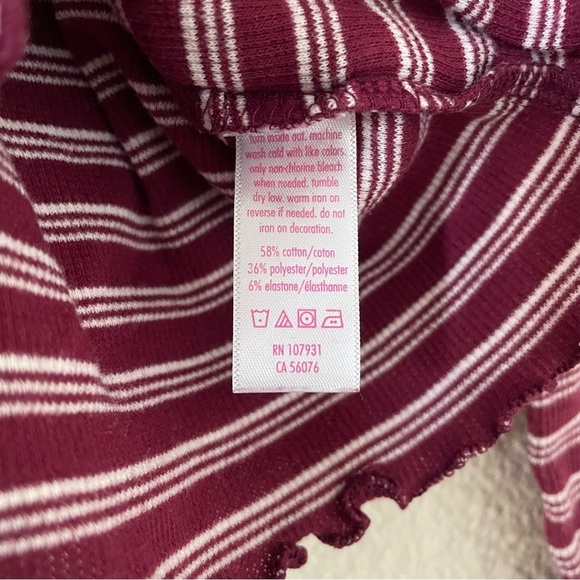 turn inside out. machine
wash cold with like colors.
only non-chlorine bleach
when needed. tumble
dry low. warm iron on
reverse if needed. do not
iron on decoration.
58% cotton/coton
36% polyester/polyester
6% elastane/élasthanne
RN 107931
CA 56076